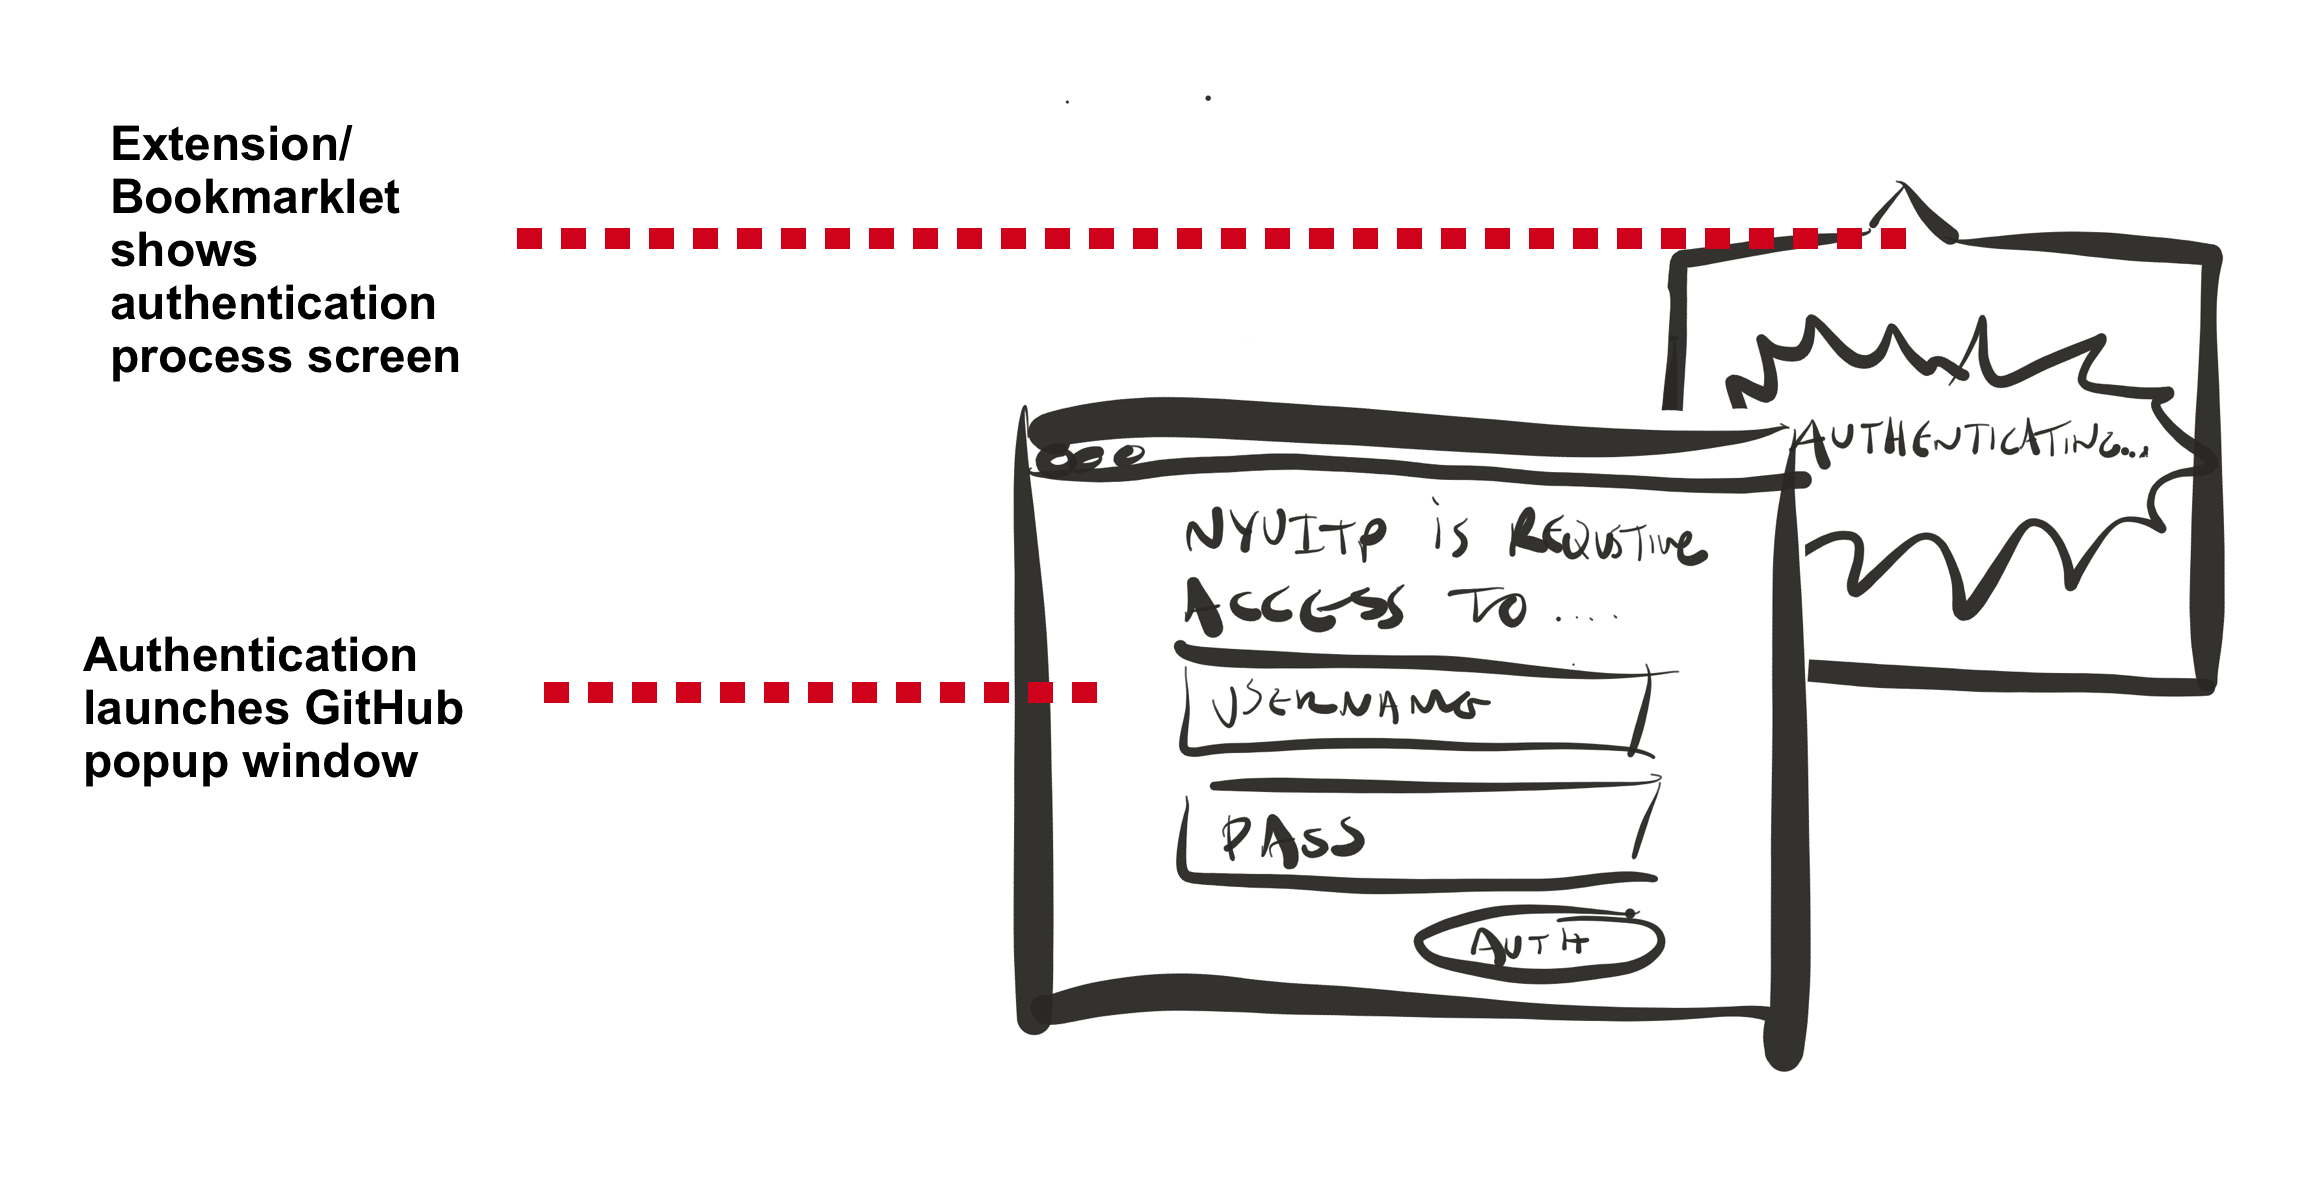 Extension/
Bookmarklet
shows
authentication
process screen
AUTHENTICATING...
NYUITP is REQUSTING
ACCESS TO ....
Authentication
launches GitHub
popup window
USERNAME
PASS
AUTH